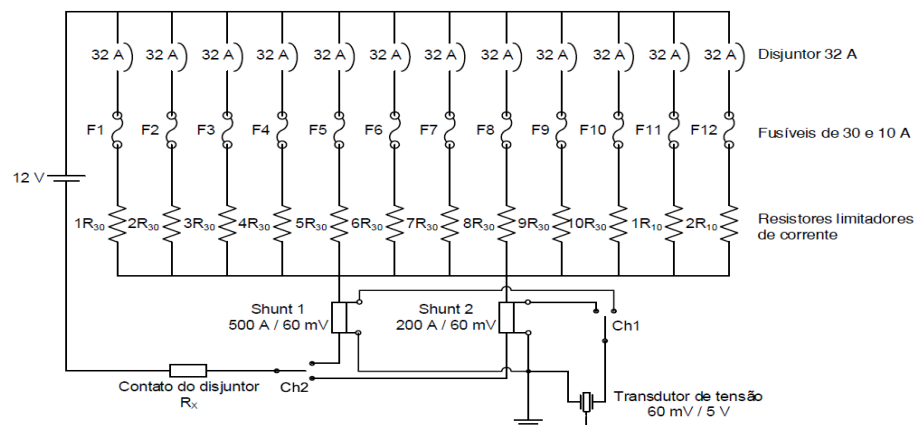 32 A 32 A 32 A 32 A 32 A 32 A 32 A 32 A 32 A 32 A 32 A 32 A Disjuntor 32 A
F1 F2 F3 F4 F5 F6 F7 F8 F9 F10 F11 F12 Fusíveis de 30 e 10 A
12 V
1R₃₀ 2R₃₀ 3R₃₀ 4R₃₀ 5R₃₀ 6R₃₀ 7R₃₀ 8R₃₀ 9R₃₀ 10R₃₀ 1R₁₀ 2R₁₀ Resistores limitadores
de corrente
Shunt 1
500 A / 60 mV
Shunt 2
200 A / 60 mV
Ch1
Contato do disjuntor
Rₓ
Ch2
Transdutor de tensão
60 mV / 5 V